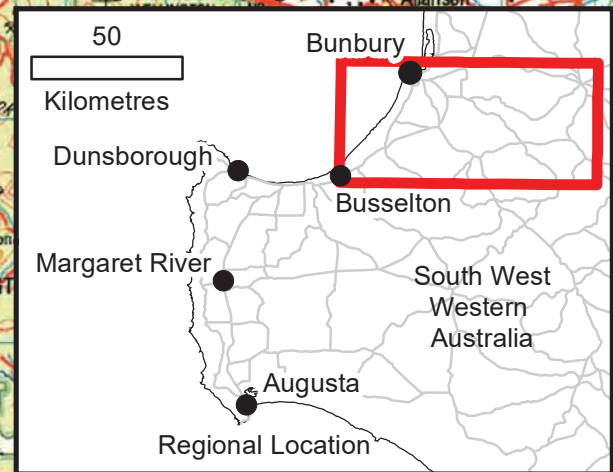 50
Kilometres
Bunbury
Dunsborough
Busselton
Margaret River
South West
Western
Australia
Augusta
Regional Location